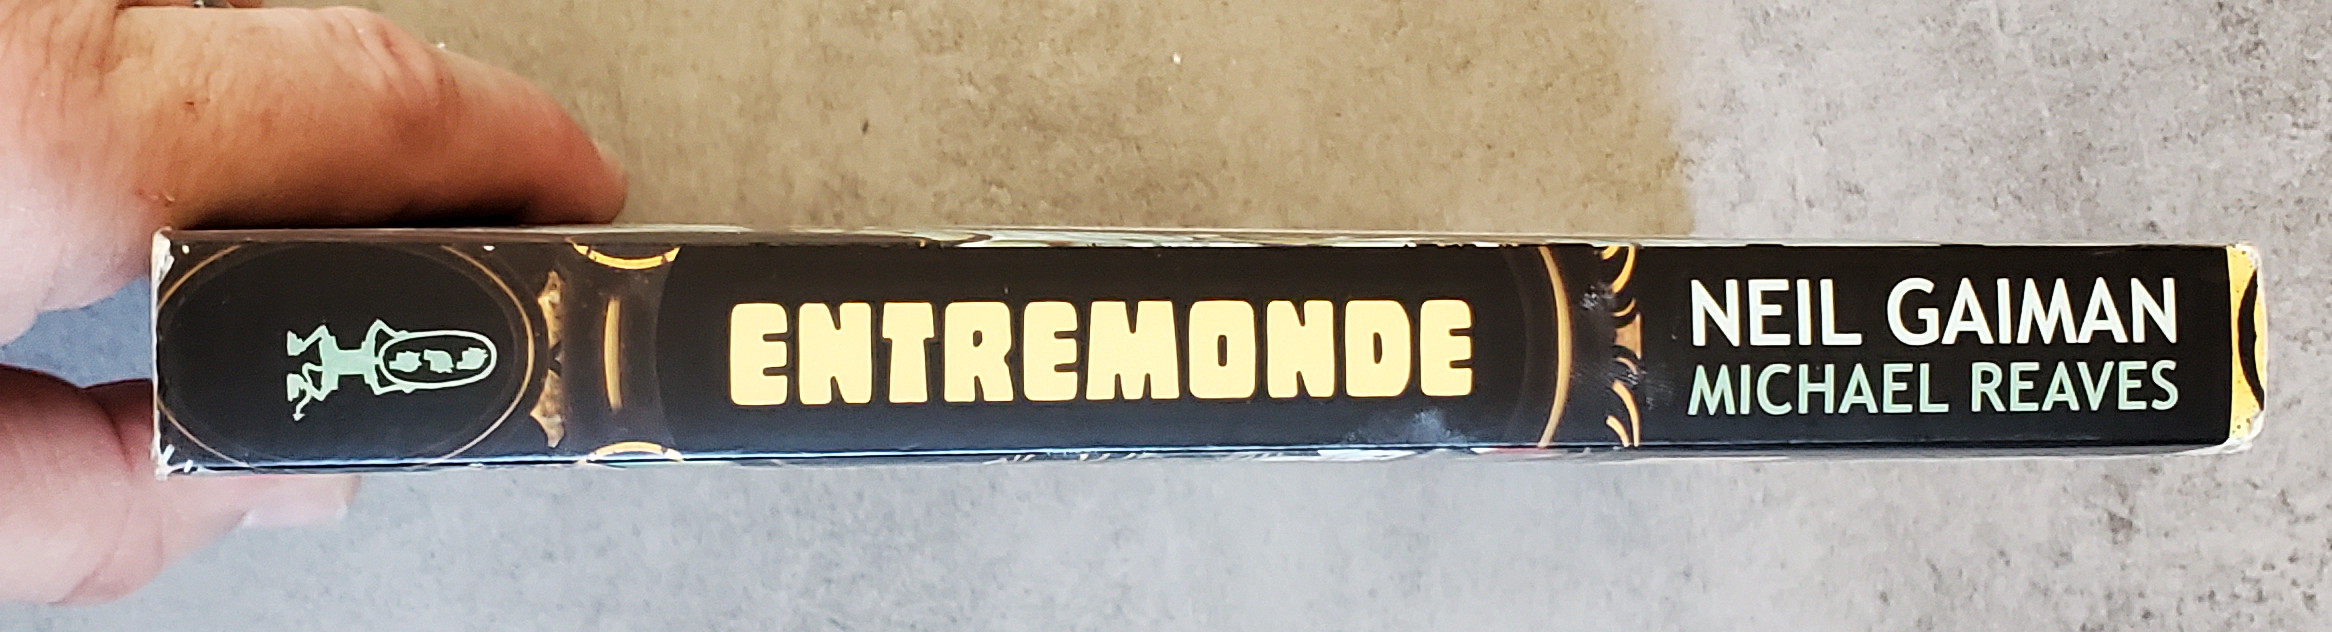 ENTREMONDE
NEIL GAIMAN
MICHAEL REAVES